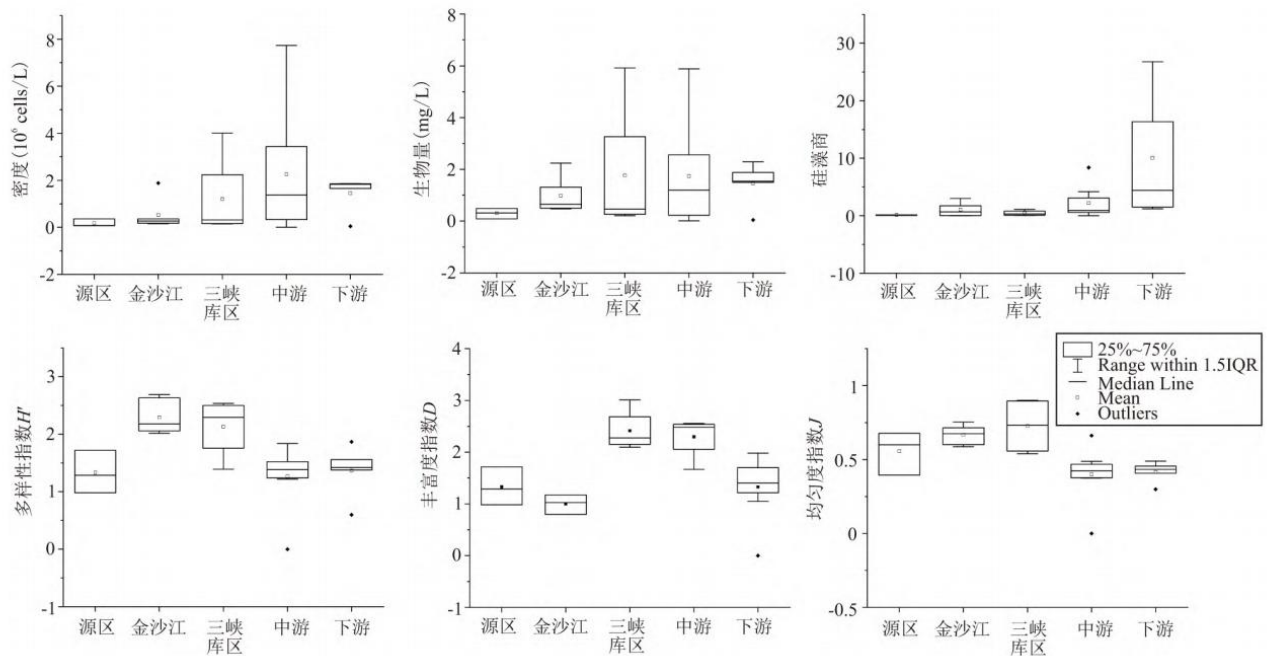 密度(10⁶ cells/L)
8
6
4
2
0
-2
源区
金沙江
三峡
库区
中游
下游
生物量(mg/L)
8
6
4
2
0
-2
源区
金沙江
三峡
库区
中游
下游
硅藻商
30
20
10
0
-10
源区
金沙江
三峡
库区
中游
下游
多样性指数H'
3
2
1
0
-1
源区
金沙江
三峡
库区
中游
下游
丰富度指数D
4
3
2
1
0
-1
源区
金沙江
三峡
库区
中游
下游
均匀度指数J
1
0.5
0
-0.5
源区
金沙江
三峡
库区
中游
下游
25%~75%
Range within 1.5IQR
Median Line
Mean
Outliers